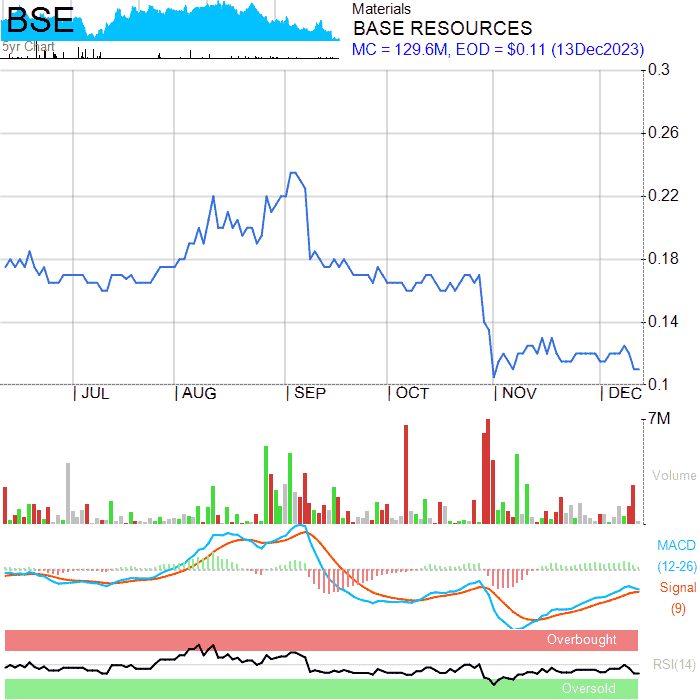 BSE
5yr Chart
Materials
BASE RESOURCES
MC = 129.6M, EOD = $0.11 (13Dec2023)
0.3
0.26
0.22
0.18
0.14
0.1
| JUL | AUG | SEP | OCT | NOV | DEC
7M
Volume
MACD
(12-26)
Signal
(9)
Overbought
RSI(14)
Oversold